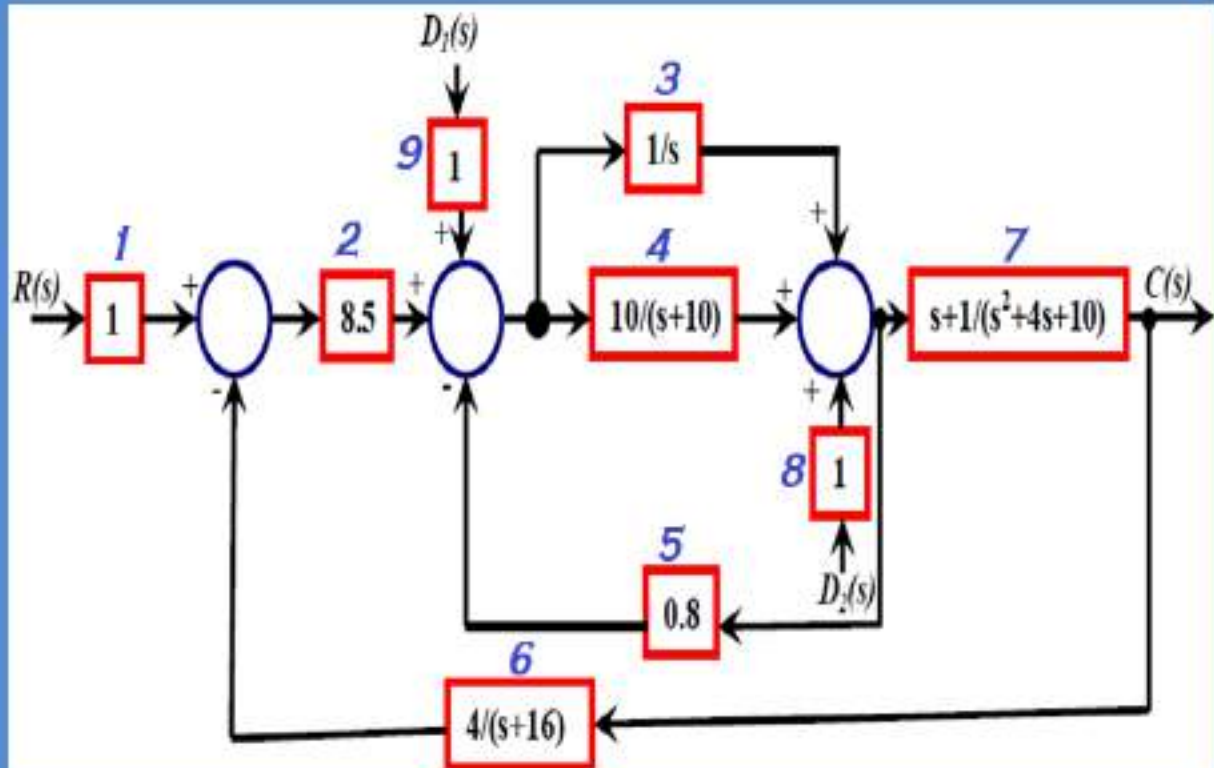 D₁(s)
3
9
1
1/s
+
+
1
2
4
7
R(s)
1
+
8.5
+
10/(s+10)
+
s+1/(s²+4s+10)
C(s)
-
-
+
8
1
5
0.8
D₂(s)
6
4/(s+16)